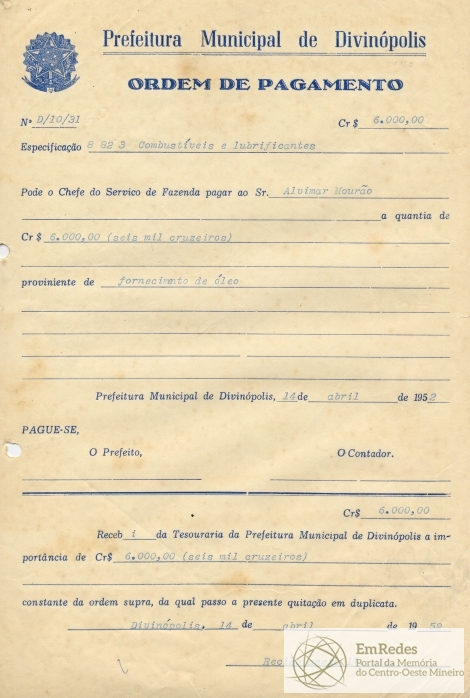 Prefeitura Municipal de Divinópolis
ORDEM DE PAGAMENTO
Nº D/10/31 Cr$ 6.000,00
Especificação 8 82 3 Combustíveis e lubrificantes
Pode o Chefe do Servico de Fazenda pagar ao Sr. Alvimar Mourão
a quantia de
Cr$ 6.000,00 (seis mil cruzeiros)
proviniente de fornecimento de óleo
Prefeitura Municipal de Divinópolis, 14 de abril de 1952
PAGUE-SE,
O Prefeito, O Contador.
Cr$ 6.000,00
Receb i da Tesouraria da Prefeitura Municipal de Divinópolis a im-
portância de Cr$ 6.000,00 (seis mil cruzeiros)
constante da ordem supra, da qual passo a presente quitação em duplicata.
Divinópolis, 14 de abril de 19 52
EmRedes
Portal da Memória
do Centro-Oeste Mineiro